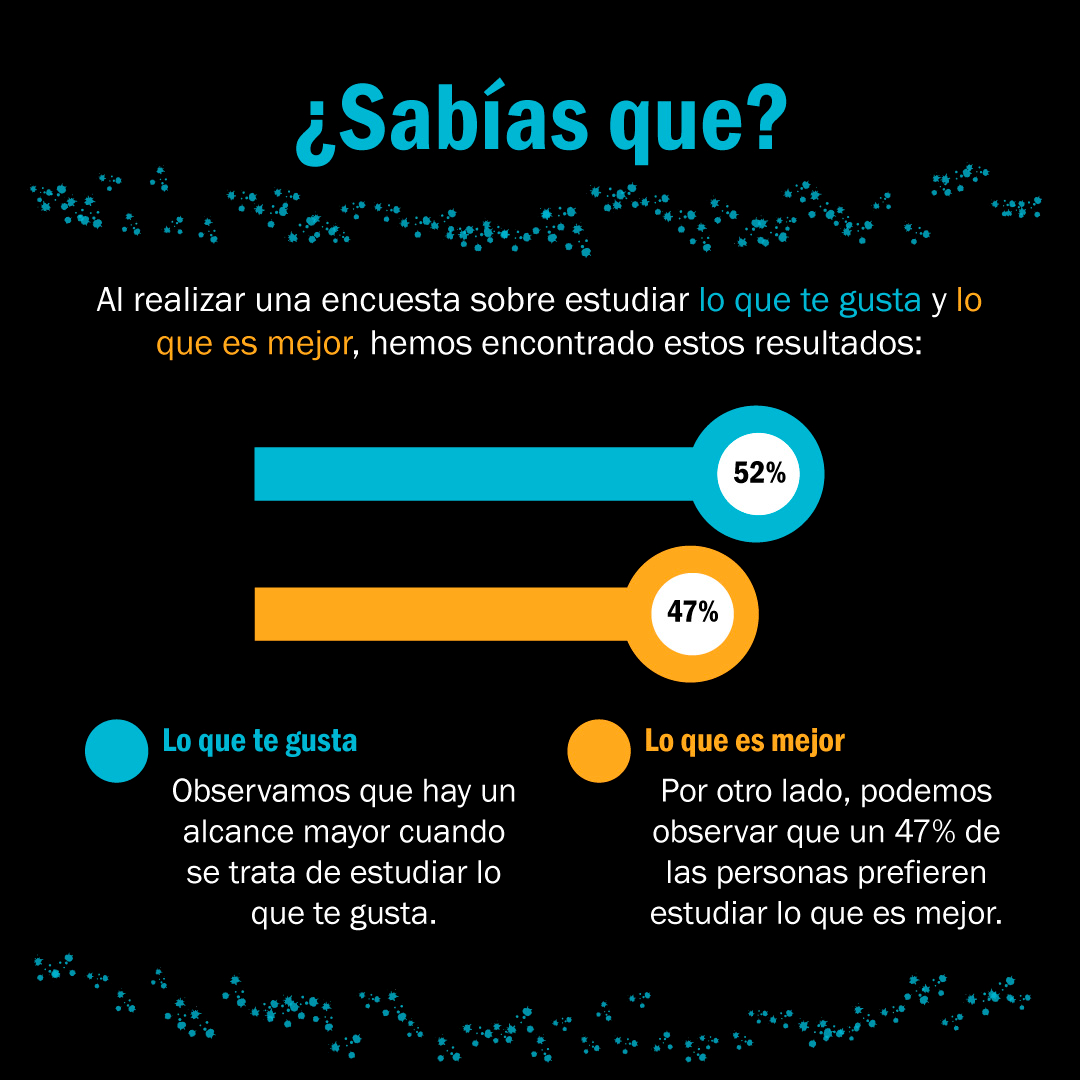 ¿Sabías que?
Al realizar una encuesta sobre estudiar lo que te gusta y lo
que es mejor, hemos encontrado estos resultados:
52%
47%
Lo que te gusta
Observamos que hay un
alcance mayor cuando
se trata de estudiar lo
que te gusta.
Lo que es mejor
Por otro lado, podemos
observar que un 47% de
las personas prefieren
estudiar lo que es mejor.